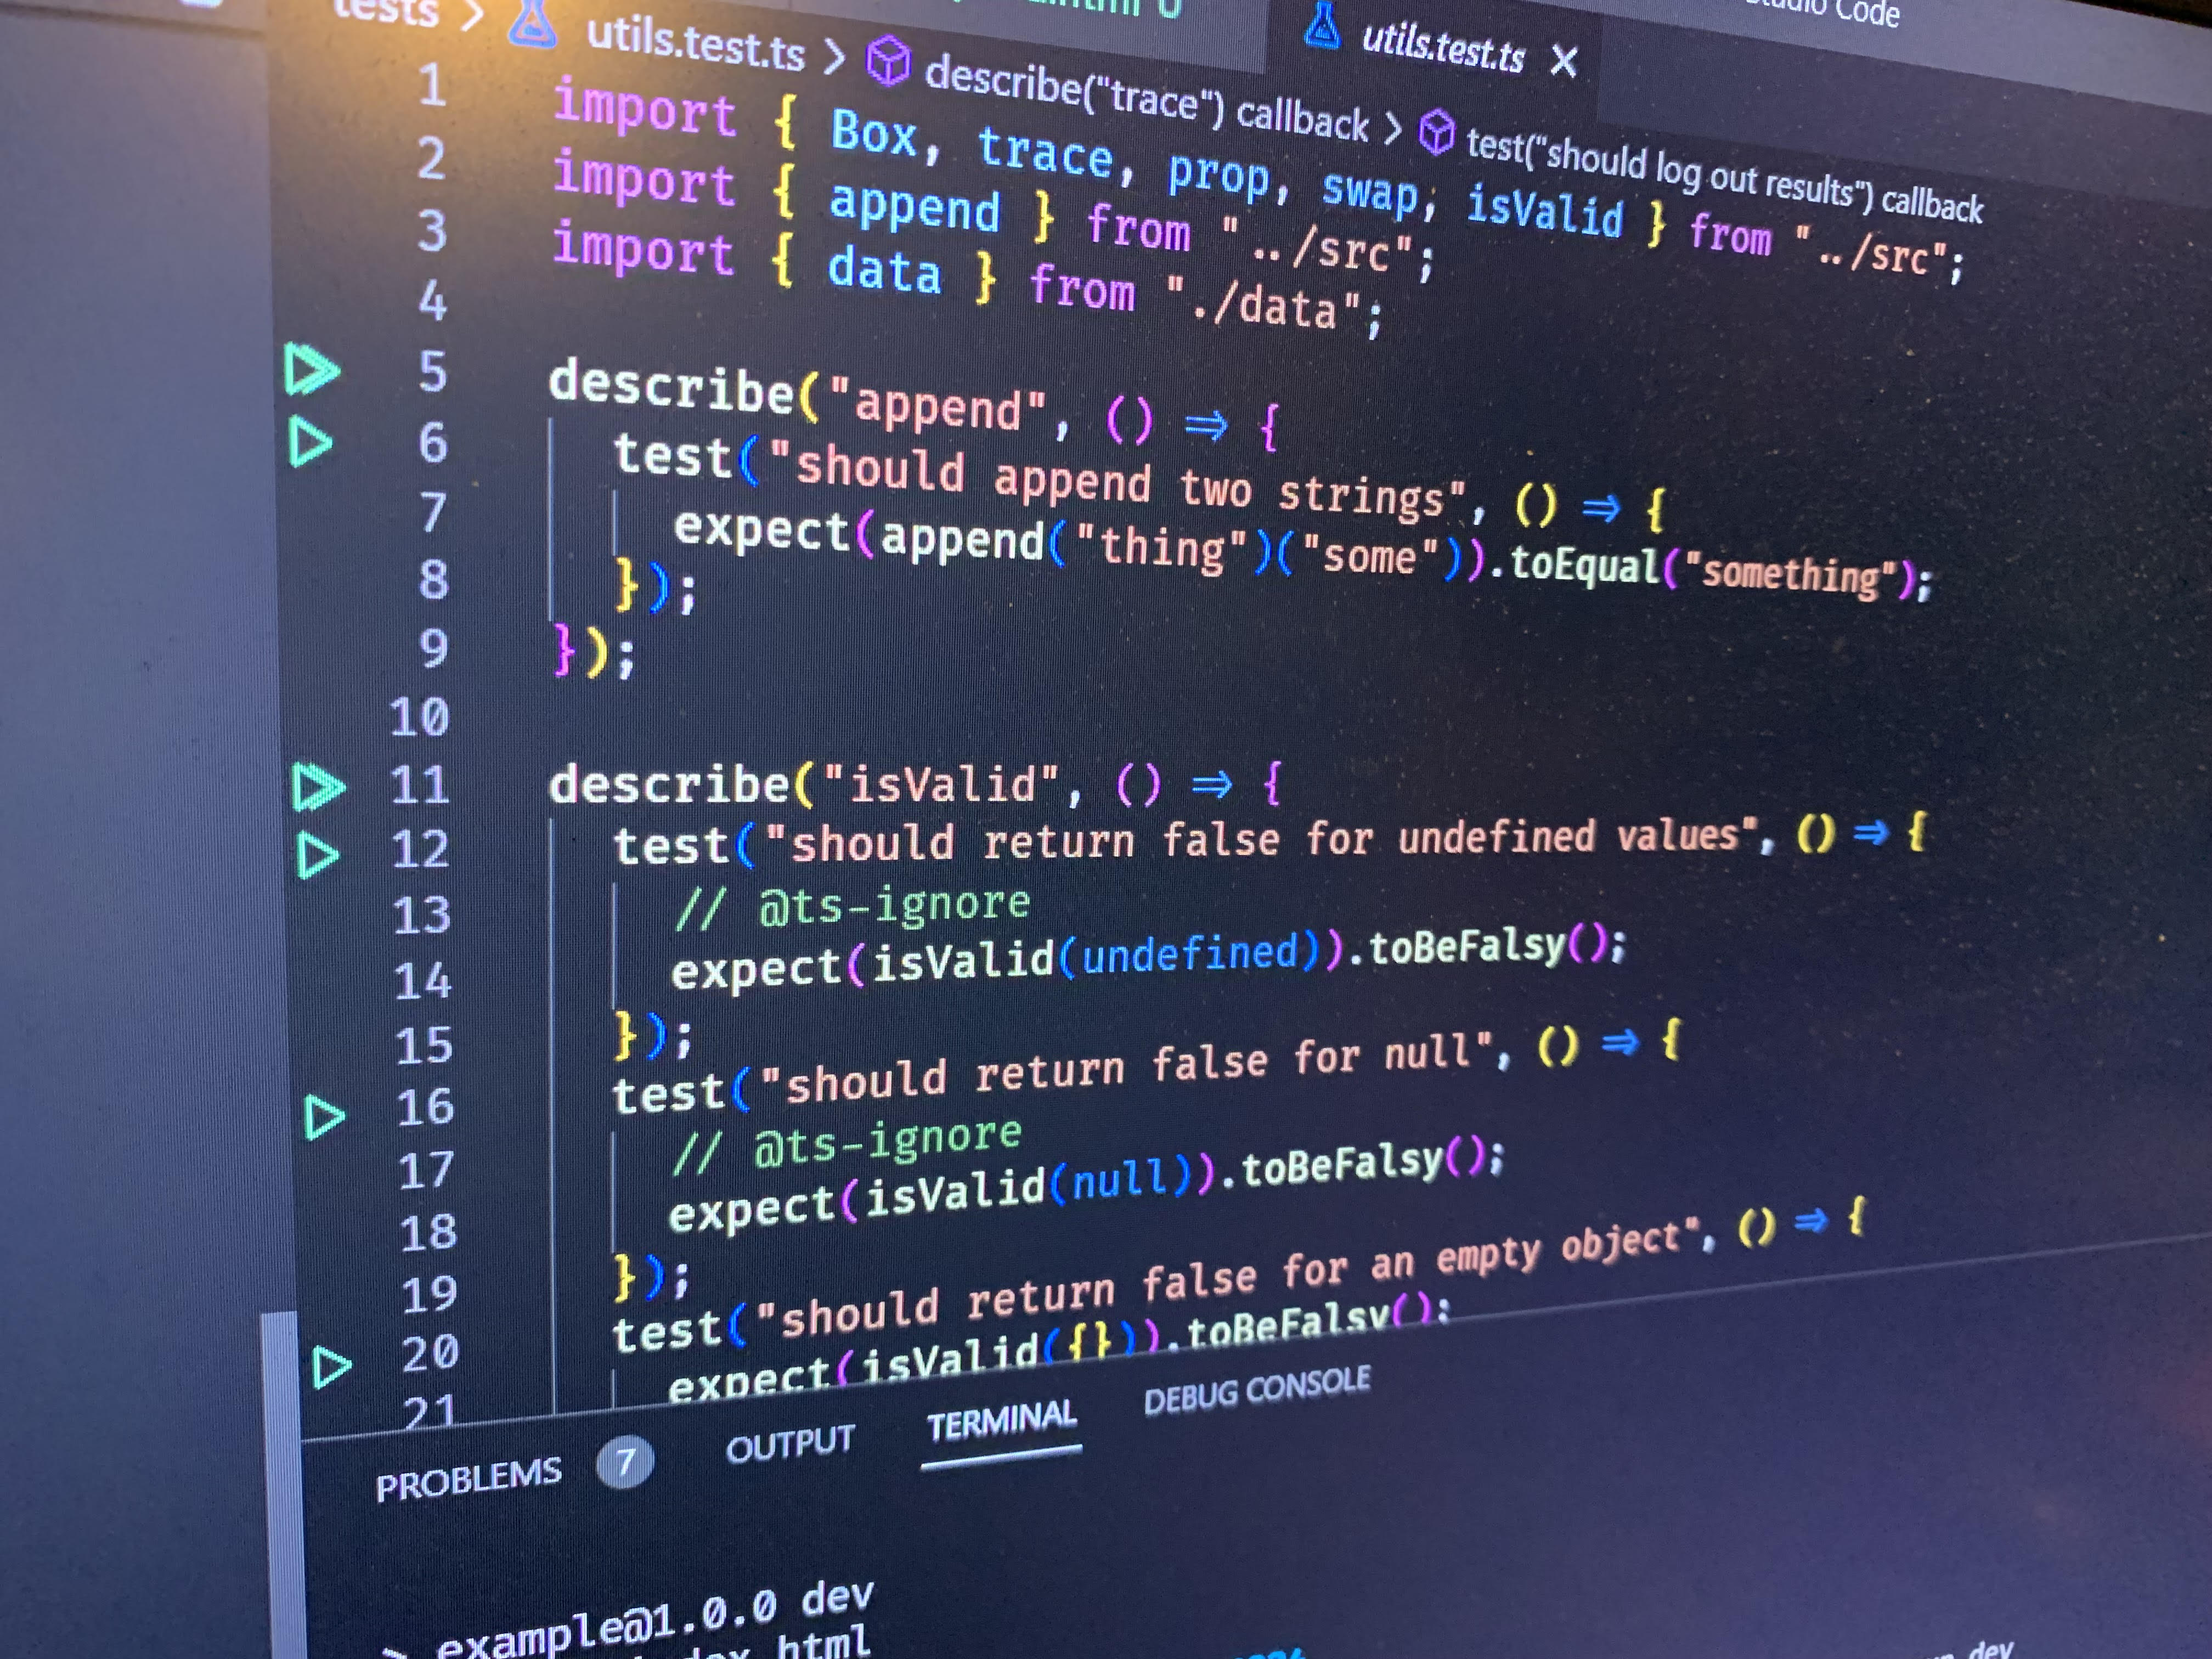 utils.test.ts ×
Code
tests > utils.test.ts > describe("trace") callback > test("should log out results") callback
1 import { Box, trace, prop, swap, isValid } from "../src";
2 import { append } from "../src";
3 import { data } from "./data";
4
5 describe("append", () => {
6 test("should append two strings", () => {
7 expect(append("thing")("some")).toEqual("something");
8 });
9 });
10
11 describe("isValid", () => {
12 test("should return false for undefined values", () => {
13 // @ts-ignore
14 expect(isValid(undefined)).toBeFalsy();
15 });
16 test("should return false for null", () => {
17 // @ts-ignore
18 expect(isValid(null)).toBeFalsy();
19 });
20 test("should return false for an empty object", () => {
21 expect(isValid({})).toBeFalsy();
PROBLEMS 7 OUTPUT TERMINAL DEBUG CONSOLE
> example@1.0.0 dev
html
dev